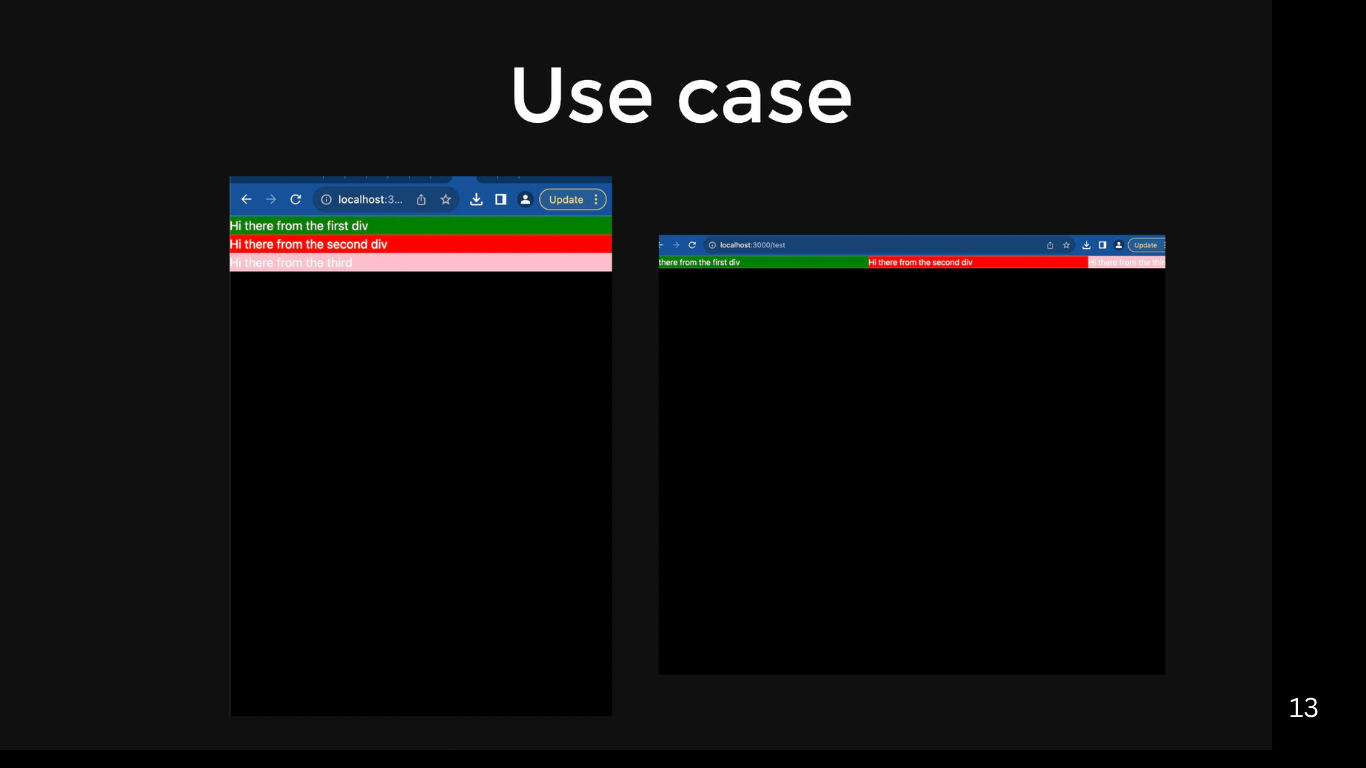 Use case
localhost:3...
Update
Hi there from the first div
Hi there from the second div
Hi there from the third
localhost:3000/test
Update
there from the first div
Hi there from the second div
Hi there from the
13